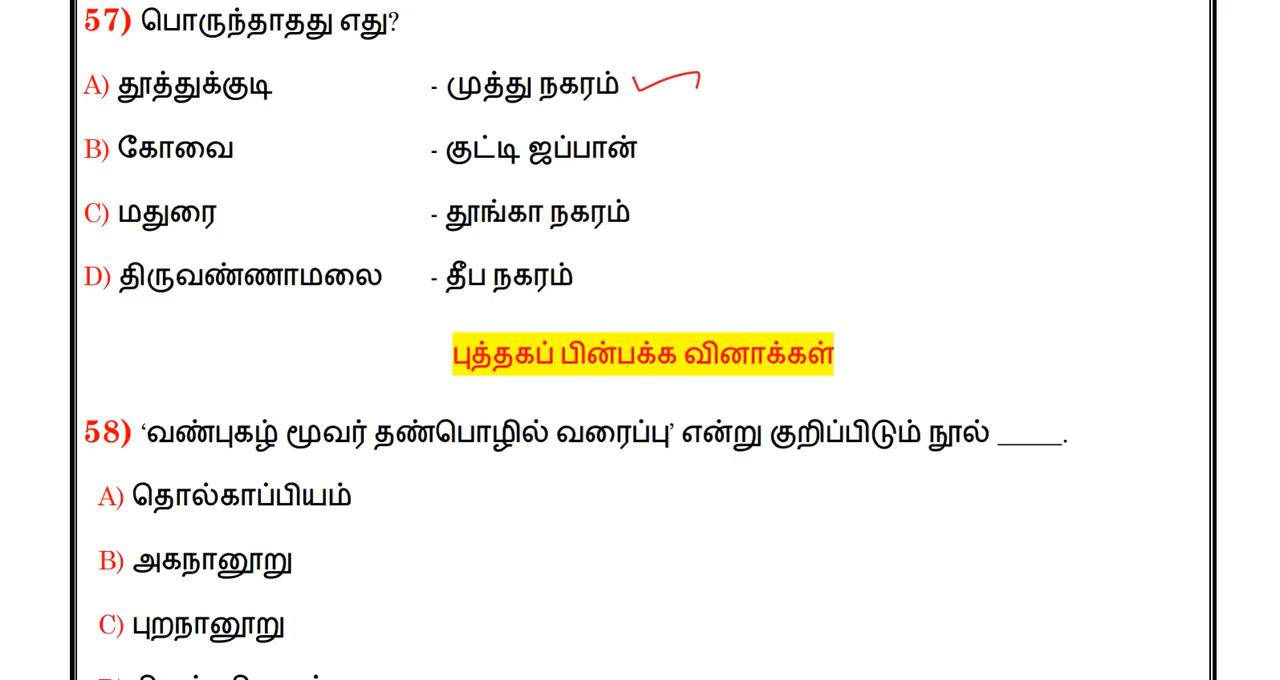 57) பொருந்தாதது எது?
A) தூத்துக்குடி - முத்து நகரம்
B) கோவை - குட்டி ஜப்பான்
C) மதுரை - தூங்கா நகரம்
D) திருவண்ணாமலை - தீப நகரம்
புத்தகப் பின்பக்க வினாக்கள்
58) ‘வண்புகழ் மூவர் தண்பொழில் வரைப்பு’ என்று குறிப்பிடும் நூல் _____.
A) தொல்காப்பியம்
B) அகநானூறு
C) புறநானூறு